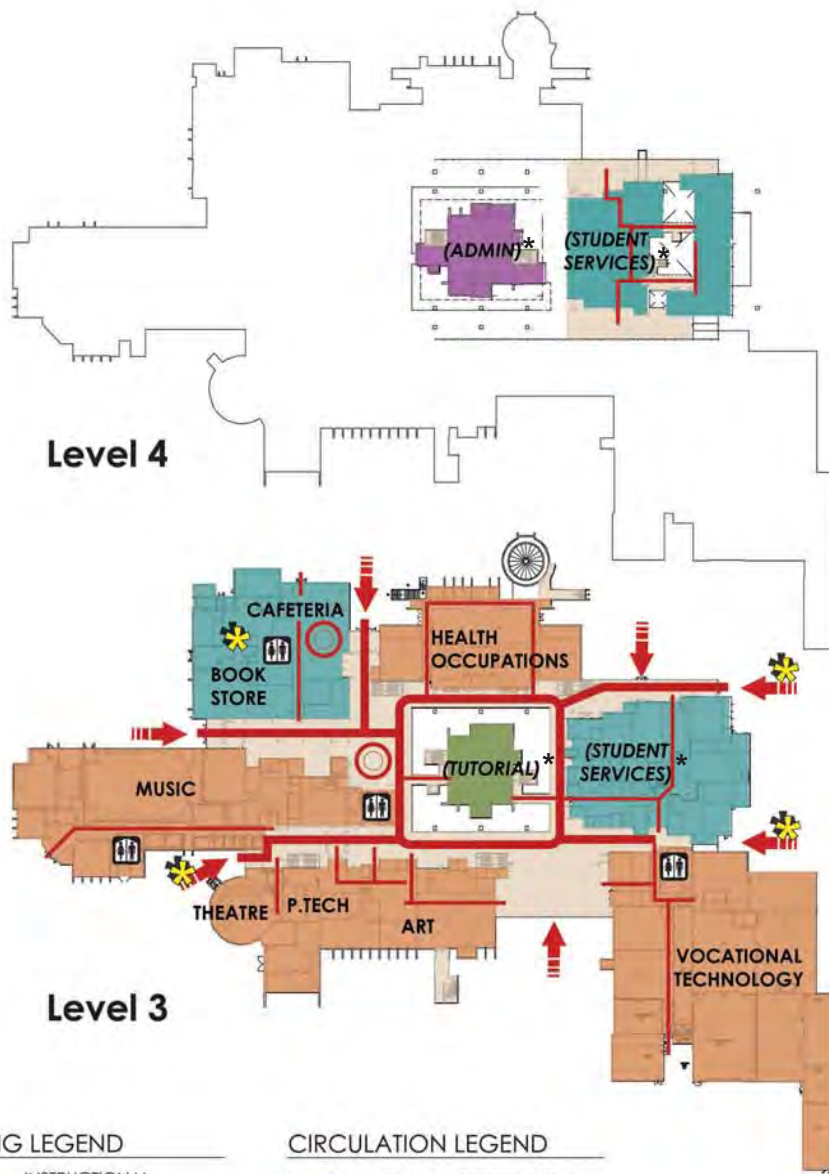 (ADMIN)*
(STUDENT
SERVICES)*
Level 4
CAFETERIA
BOOK
STORE
HEALTH
OCCUPATIONS
(TUTORIAL)*
(STUDENT
SERVICES)*
MUSIC
THEATRE
P.TECH
ART
VOCATIONAL
TECHNOLOGY
Level 3
G LEGEND
CIRCULATION LEGEND